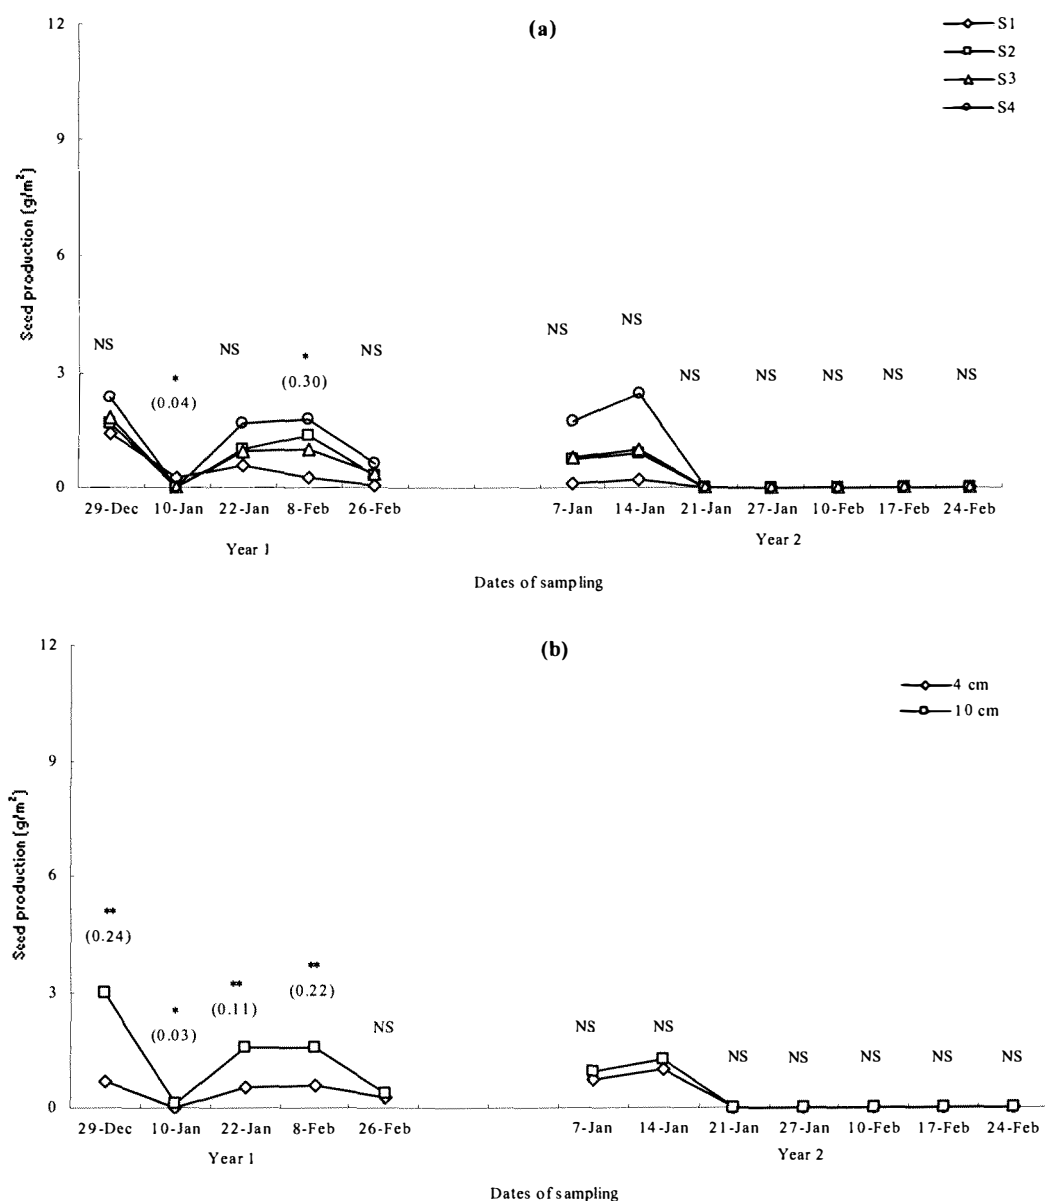 12
(a)
S1
S2
S3
S4
9
6
3
0
Seed production (g/m²)
NS
*
(0.04)
NS
*
(0.30)
NS
NS
NS
NS
NS
NS
NS
NS
29-Dec 10-Jan 22-Jan 8-Feb 26-Feb 7-Jan 14-Jan 21-Jan 27-Jan 10-Feb 17-Feb 24-Feb
Year 1 Year 2
Dates of sampling
12
(b)
4 cm
10 cm
9
6
3
0
Seed production (g/m²)
**
(0.24)
*
(0.03)
**
(0.11)
**
(0.22)
NS
NS
NS
NS
NS
NS
NS
NS
29-Dec 10-Jan 22-Jan 8-Feb 26-Feb 7-Jan 14-Jan 21-Jan 27-Jan 10-Feb 17-Feb 24-Feb
Year 1 Year 2
Dates of sampling